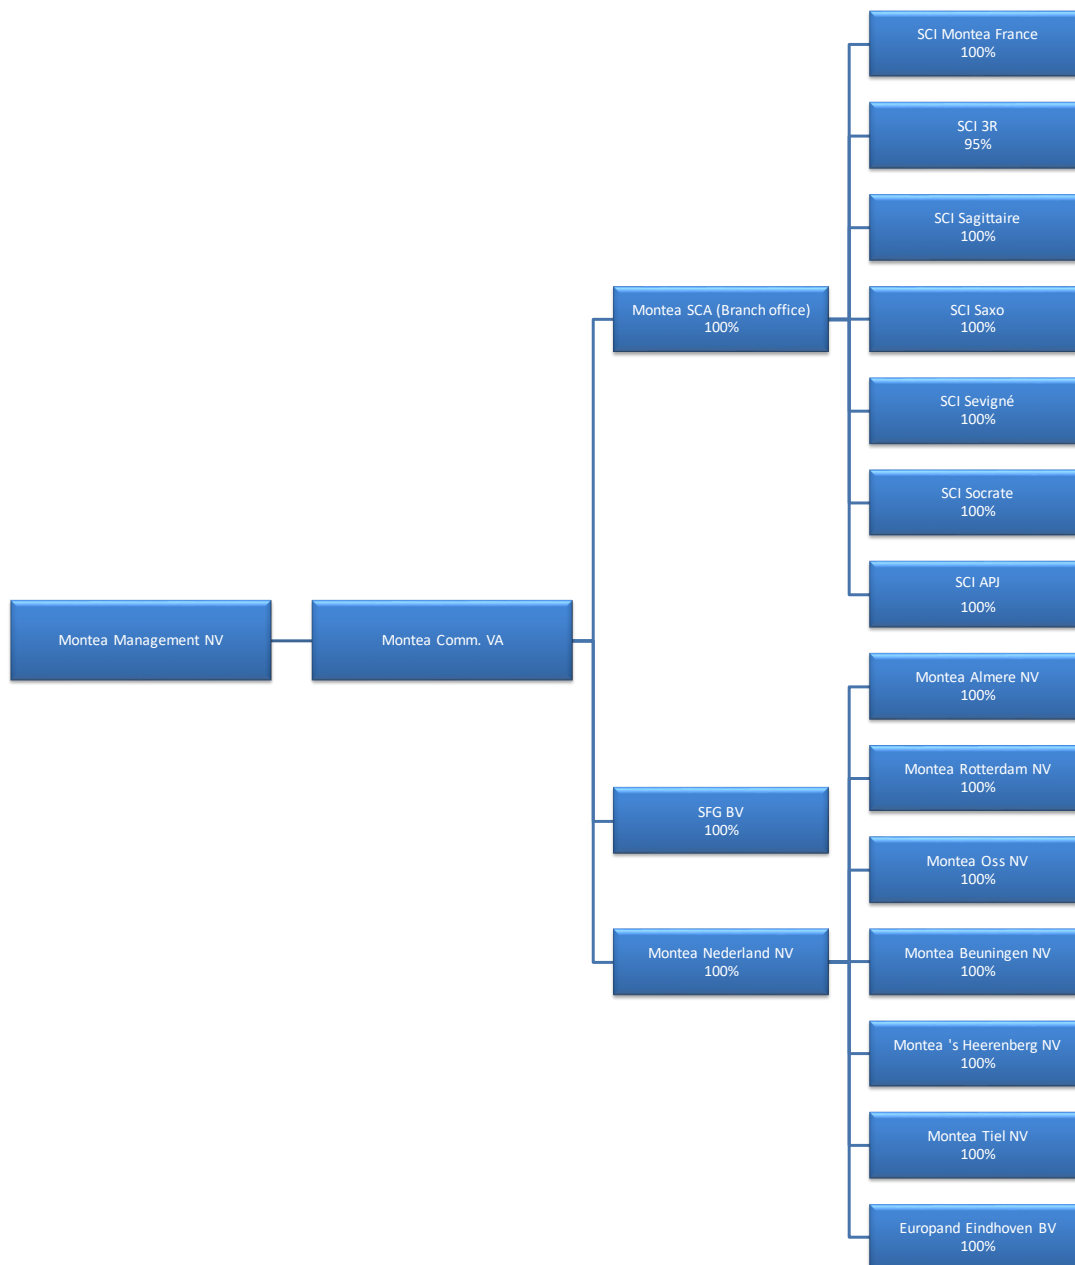 SCI Montea France
100%
SCI 3R
95%
SCI Sagittaire
100%
Montea SCA (Branch office)
100%
SCI Saxo
100%
SCI Sevigné
100%
SCI Socrate
100%
SCI APJ
100%
Montea Management NV
Montea Comm. VA
Montea Almere NV
100%
Montea Rotterdam NV
100%
SFG BV
100%
Montea Oss NV
100%
Montea Nederland NV
100%
Montea Beuningen NV
100%
Montea 's Heerenberg NV
100%
Montea Tiel NV
100%
Europand Eindhoven BV
100%